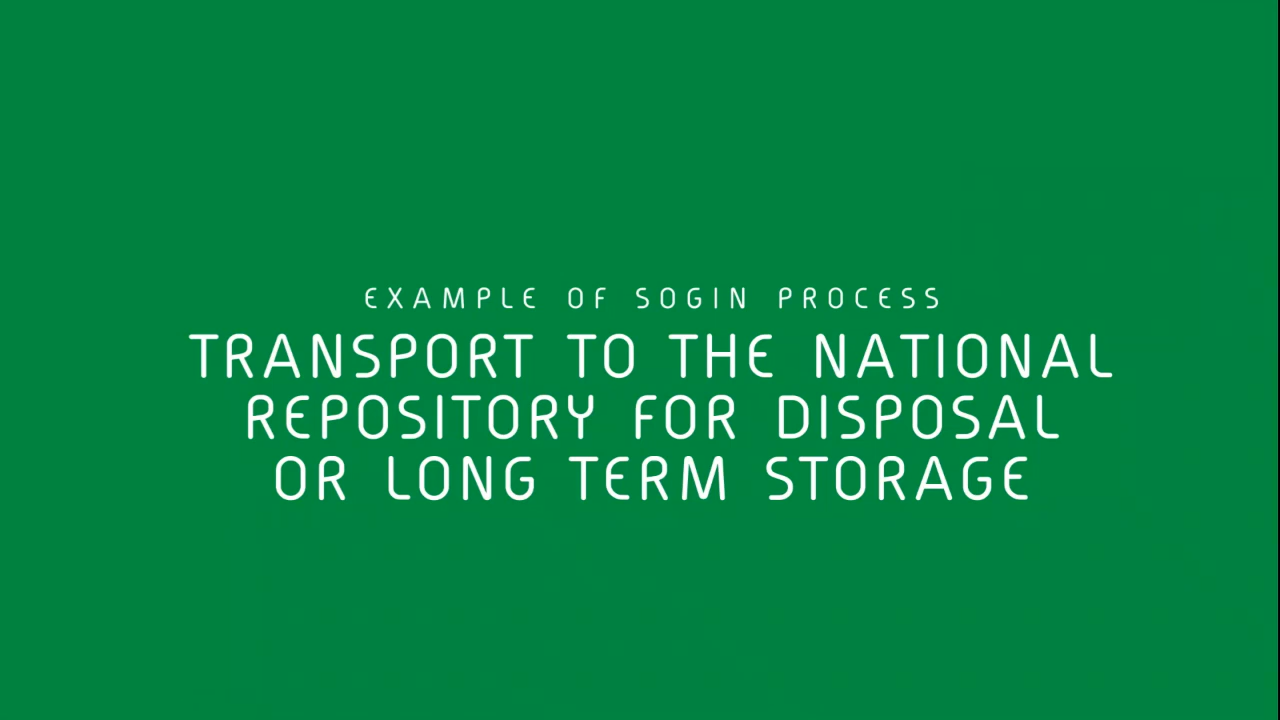 EXAMPLE OF SOGIN PROCESS
TRANSPORT TO THE NATIONAL
REPOSITORY FOR DISPOSAL
OR LONG TERM STORAGE